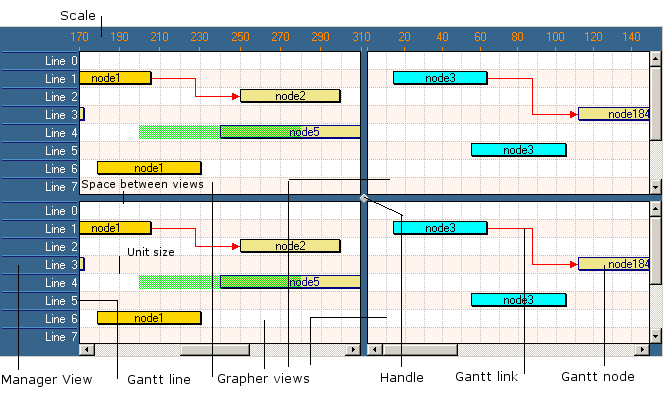 Scale
170 190 210 230 250 270 290 310 20 40 60 80 100 120 140
Line 0
Line 1 node1 node3
Line 2 node2
Line 3 node184
Line 4 node5
Line 5 node3
Line 6 node1
Line 7 Space between views
Line 0
Line 1 node1 node3
Line 2 node2
Unit size
Line 3 node184
Line 4 node5
Line 5 node3
Line 6 node1
Line 7
Manager View Gantt line Grapher views Handle Gantt link Gantt node